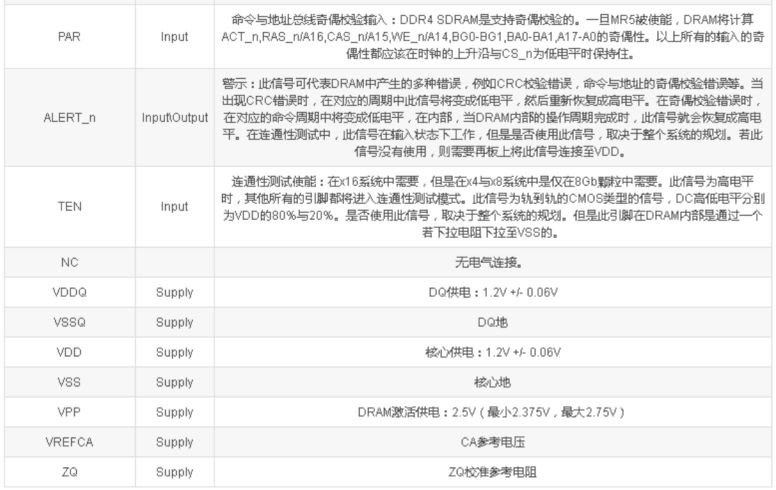 命令与地址总线奇偶校验输入：DDR4 SDRAM是支持奇偶校验的。一旦MR5被使能，DRAM将计算
PAR Input ACT_n,RAS_n/A16,CAS_n/A15,WE_n/A14,BG0-BG1,BA0-BA1,A17-A0的奇偶性。以上所有的输入的奇
偶性都应该在时钟的上升沿与CS_n为低电平时保持住。
警示：此信号可代表DRAM中产生的多种错误，例如CRC校验错误，命令与地址的奇偶校验错误等。当
出现CRC错误时，在对应的周期中此信号将变成低电平，然后重新恢复成高电平。在奇偶校验错误时，
ALERT_n Input\Output 在对应的命令周期中将变成低电平，在内部，当DRAM内部的操作周期完成时，此信号就会恢复成高电
平。在连通性测试中，此信号在输入状态下工作，但是是否使用此信号，取决于整个系统的规划。若此
信号没有使用，则需要再板上将此信号连接至VDD。
连通性测试使能：在x16系统中需要，但是在x4与x8系统中是仅在8Gb颗粒中需要。此信号为高电平
TEN Input 时，其他所有的引脚都将进入连通性测试模式。此信号为轨到轨的CMOS类型的信号，DC高低电平分别
为VDD的80%与20%。是否使用此信号，取决于整个系统的规划。但是此引脚在DRAM内部是通过一个
若下拉电阻下拉至VSS的。
NC 无电气连接。
VDDQ Supply DQ供电：1.2V +/- 0.06V
VSSQ Supply DQ地
VDD Supply 核心供电：1.2V +/- 0.06V
VSS Supply 核心地
VPP Supply DRAM激活供电：2.5V（最小2.375V，最大2.75V）
VREFCA Supply CA参考电压
ZQ Supply ZQ校准参考电阻